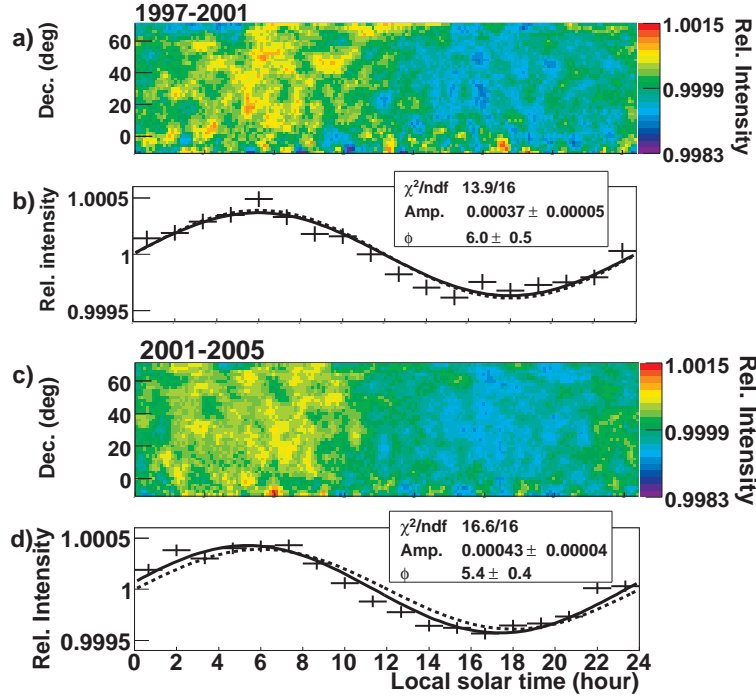 1997-2001
a)
Dec. (deg)
60
40
20
0
1.0015
0.9999
0.9983
Rel. Intensity
b)
Rel. intensity
1.0005
1
0.9995
χ²/ndf 13.9/16
Amp. 0.00037 ± 0.00005
ϕ 6.0 ± 0.5
2001-2005
c)
Dec. (deg)
60
40
20
0
1.0015
0.9999
0.9983
Rel. Intensity
d)
Rel. Intensity
1.0005
1
0.9995
χ²/ndf 16.6/16
Amp. 0.00043 ± 0.00004
ϕ 5.4 ± 0.4
0 2 4 6 8 10 12 14 16 18 20 22 24
Local solar time (hour)